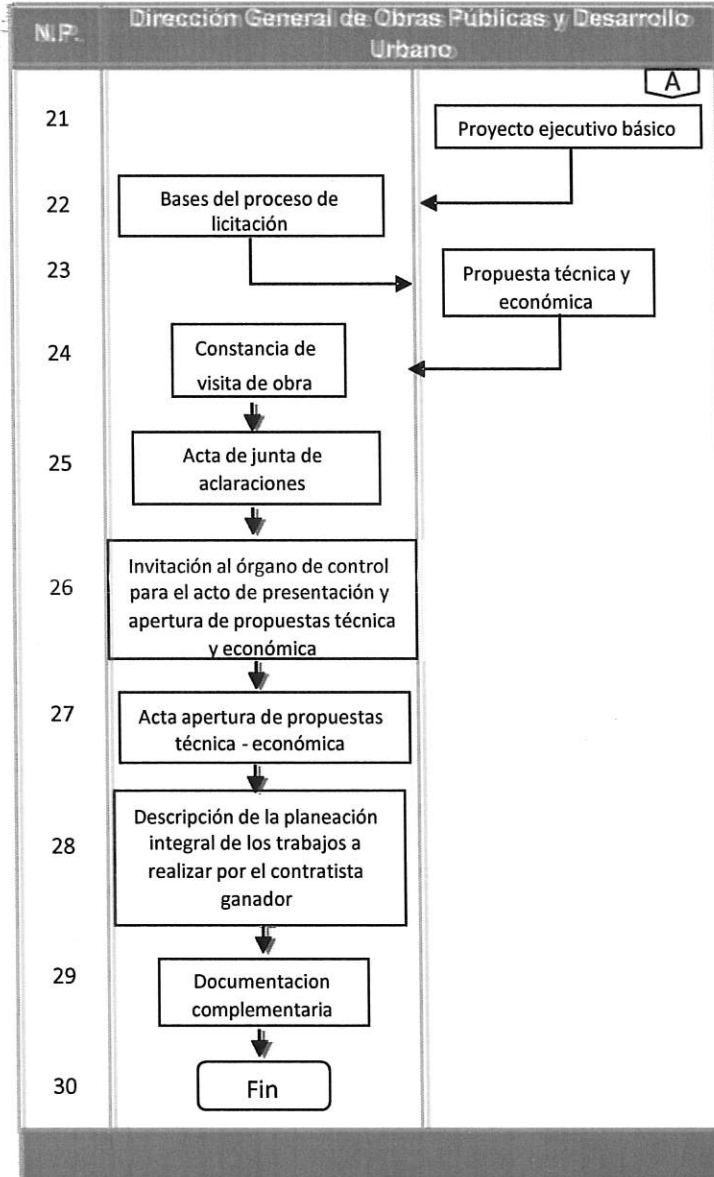 N.P.
Dirección General de Obras Públicas y Desarrollo
Urbano
A
21
Proyecto ejecutivo básico
22
Bases del proceso de
licitación
23
Propuesta técnica y
económica
24
Constancia de
visita de obra
25
Acta de junta de
aclaraciones
26
Invitación al órgano de control
para el acto de presentación y
apertura de propuestas técnica
y económica
27
Acta apertura de propuestas
técnica - económica
28
Descripción de la planeación
integral de los trabajos a
realizar por el contratista
ganador
29
Documentacion
complementaria
30
Fin